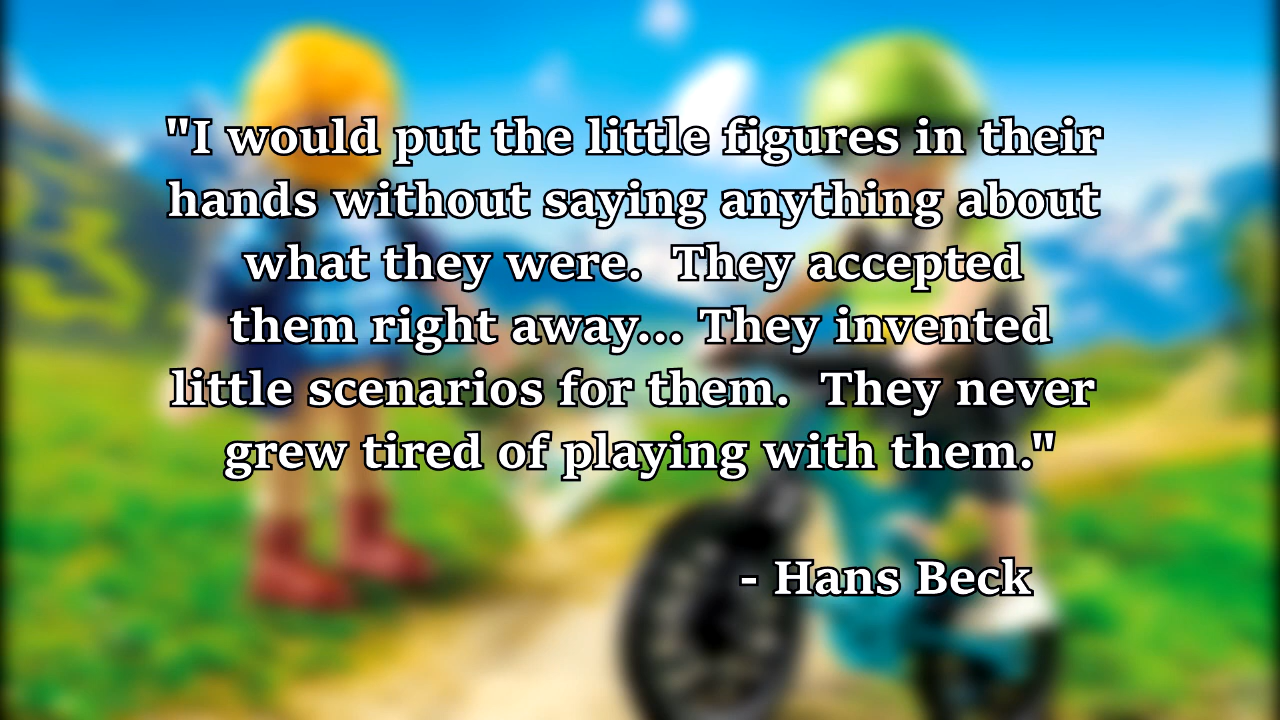 "I would put the little figures in their
hands without saying anything about
what they were.  They accepted
them right away... They invented
little scenarios for them.  They never
grew tired of playing with them."
- Hans Beck